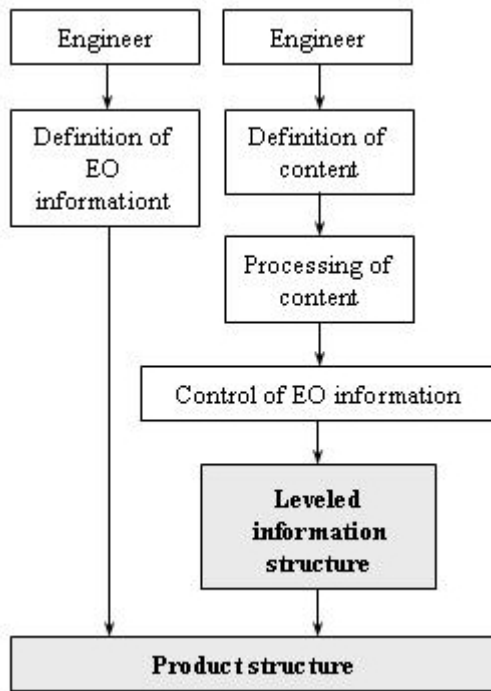 Engineer
Engineer
Definition of
EO
informationt
Definition of
content
Processing of
content
Control of EO information
Leveled
information
structure
Product structure